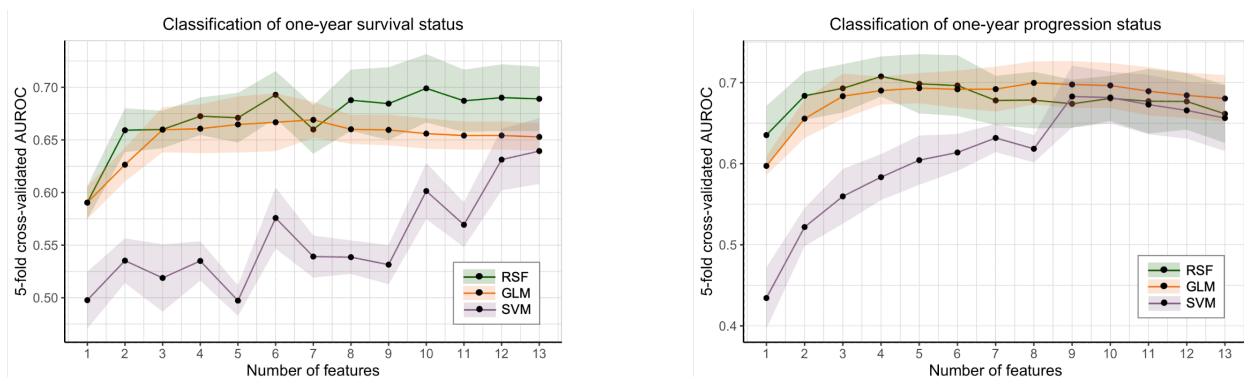 Classification of one-year survival status
5-fold cross-validated AUROC
0.70
0.65
0.60
0.55
0.50
RSF
GLM
SVM
1 2 3 4 5 6 7 8 9 10 11 12 13
Number of features
Classification of one-year progression status
5-fold cross-validated AUROC
0.7
0.6
0.5
0.4
RSF
GLM
SVM
1 2 3 4 5 6 7 8 9 10 11 12 13
Number of features